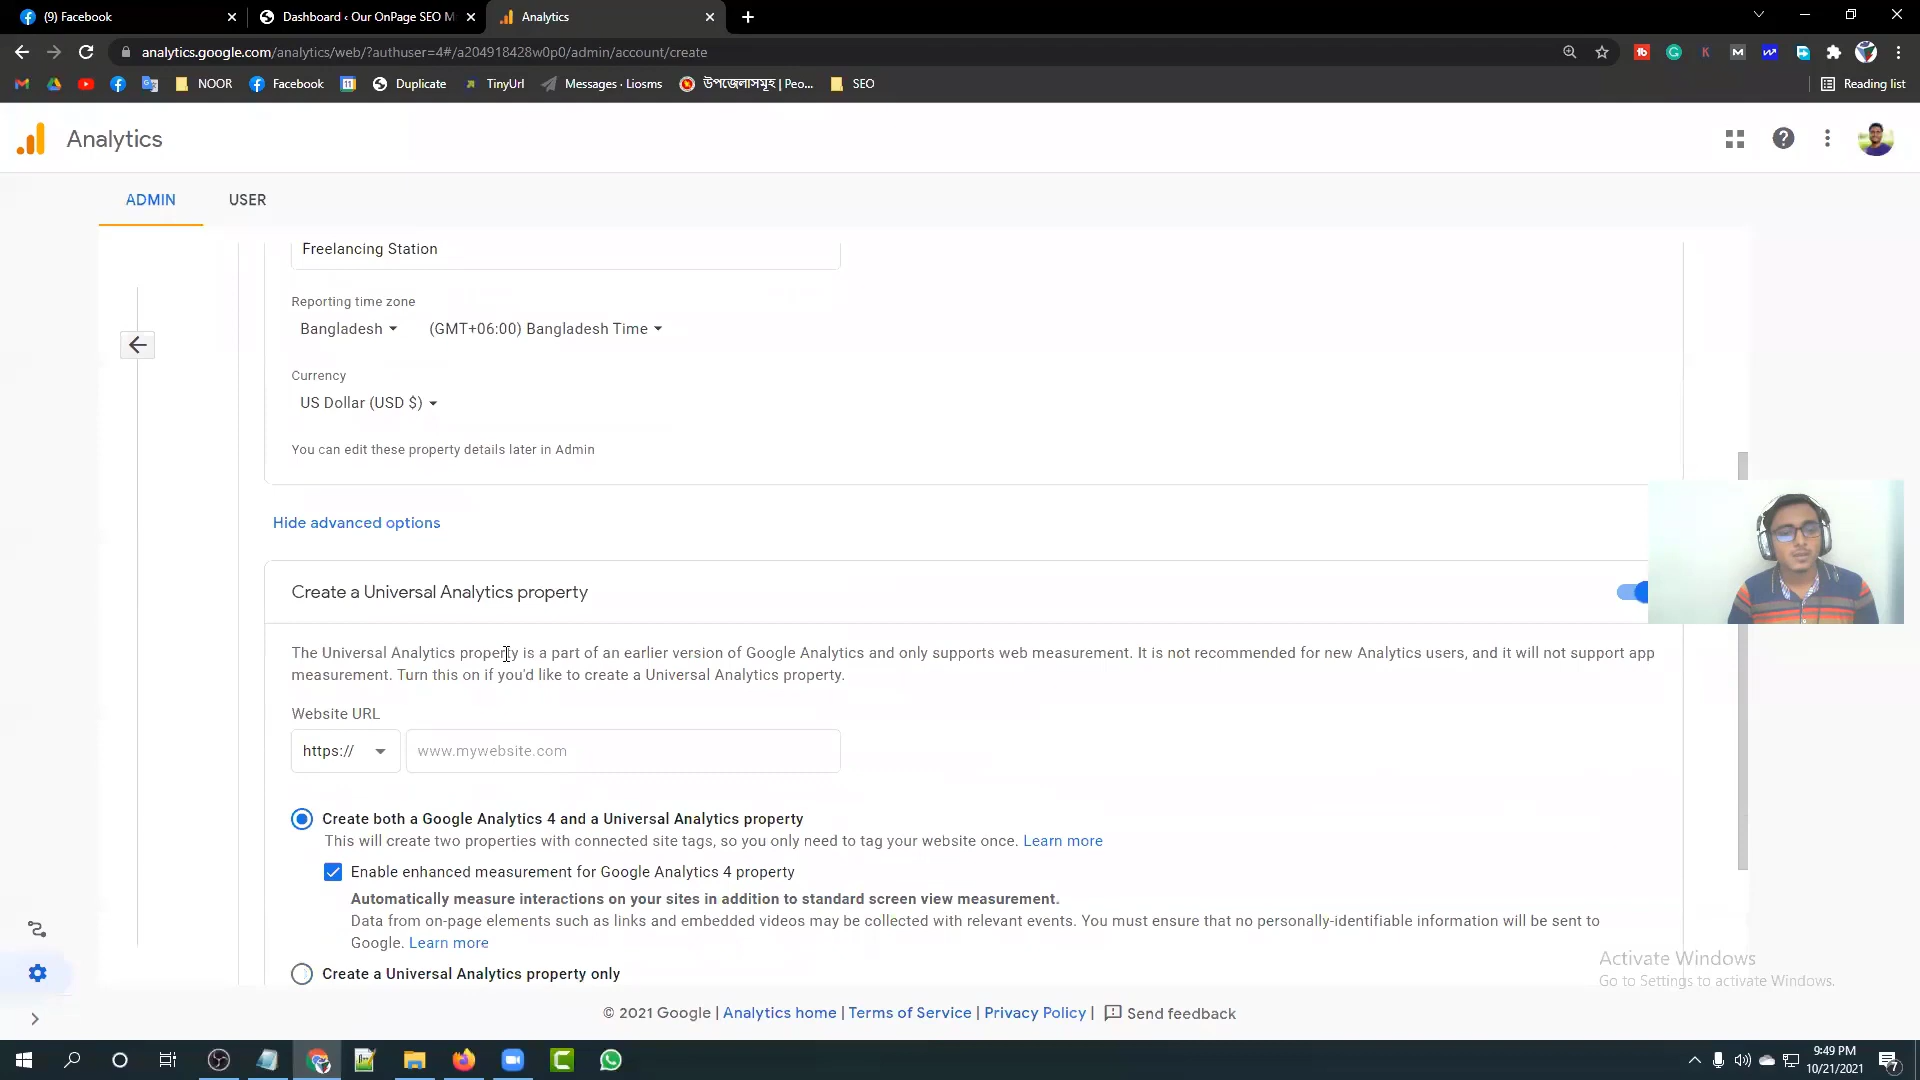 (9) Facebook
Dashboard ‹ Our OnPage SEO M
Analytics
analytics.google.com/analytics/web/?authuser=4#/a204918428w0p0/admin/account/create
NOOR
Facebook
Duplicate
TinyUrl
Messages · Liosms
উপজেলাসমূহ | Peo...
SEO
Reading list
Analytics
ADMIN
USER
Freelancing Station
Reporting time zone
Bangladesh
(GMT+06:00) Bangladesh Time
Currency
US Dollar (USD $)
You can edit these property details later in Admin
Hide advanced options
Create a Universal Analytics property
The Universal Analytics property is a part of an earlier version of Google Analytics and only supports web measurement. It is not recommended for new Analytics users, and it will not support app
measurement. Turn this on if you'd like to create a Universal Analytics property.
Website URL
https://
www.mywebsite.com
Create both a Google Analytics 4 and a Universal Analytics property
This will create two properties with connected site tags, so you only need to tag your website once. Learn more
Enable enhanced measurement for Google Analytics 4 property
Automatically measure interactions on your sites in addition to standard screen view measurement.
Data from on-page elements such as links and embedded videos may be collected with relevant events. You must ensure that no personally-identifiable information will be sent to
Google. Learn more
Create a Universal Analytics property only
Activate Windows
Go to Settings to activate Windows.
© 2021 Google | Analytics home | Terms of Service | Privacy Policy | Send feedback
9:49 PM
10/21/2021
7